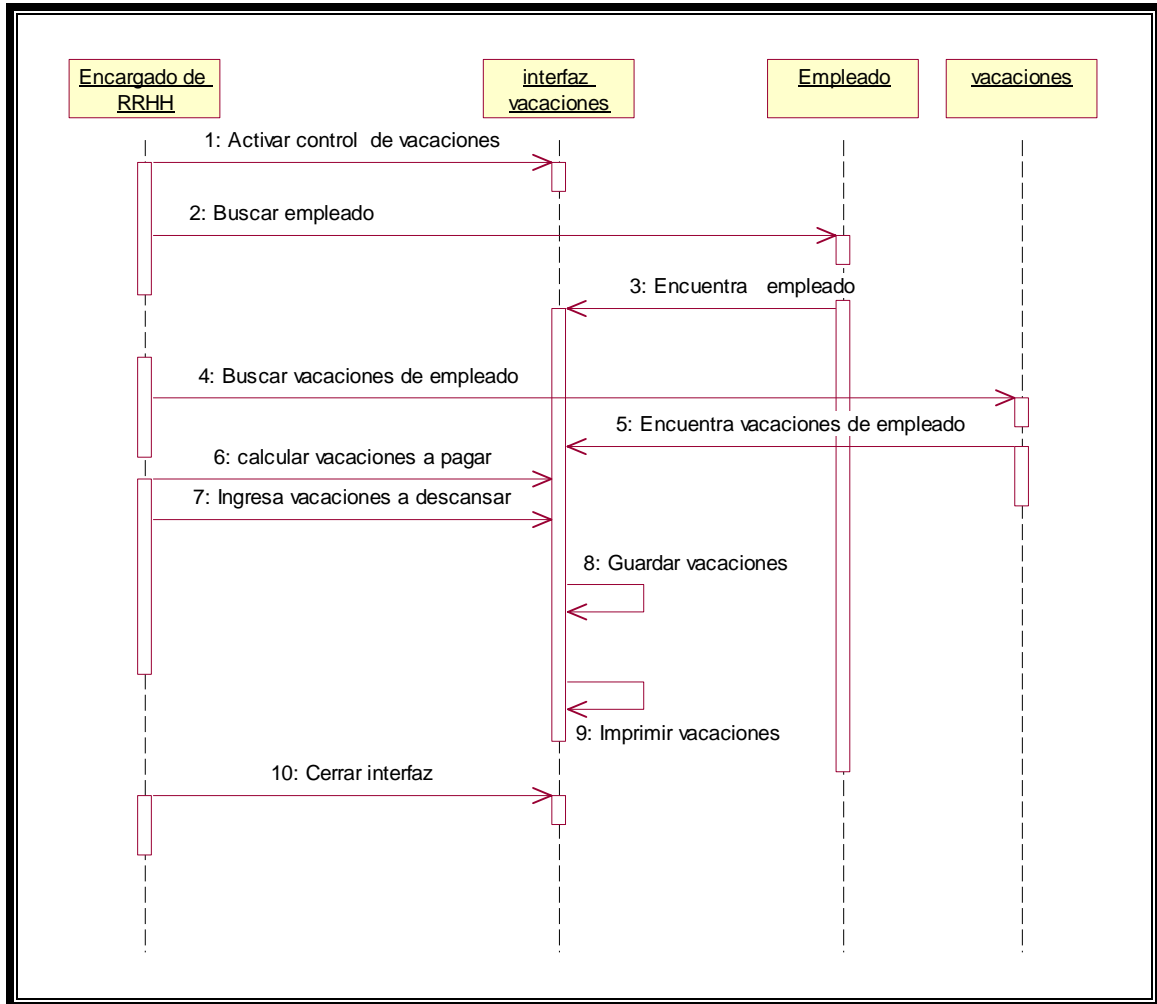 Encargado de
RRHH
interfaz
vacaciones
Empleado
vacaciones
1: Activar control de vacaciones
2: Buscar empleado
3: Encuentra empleado
4: Buscar vacaciones de empleado
5: Encuentra vacaciones de empleado
6: calcular vacaciones a pagar
7: Ingresa vacaciones a descansar
8: Guardar vacaciones
9: Imprimir vacaciones
10: Cerrar interfaz